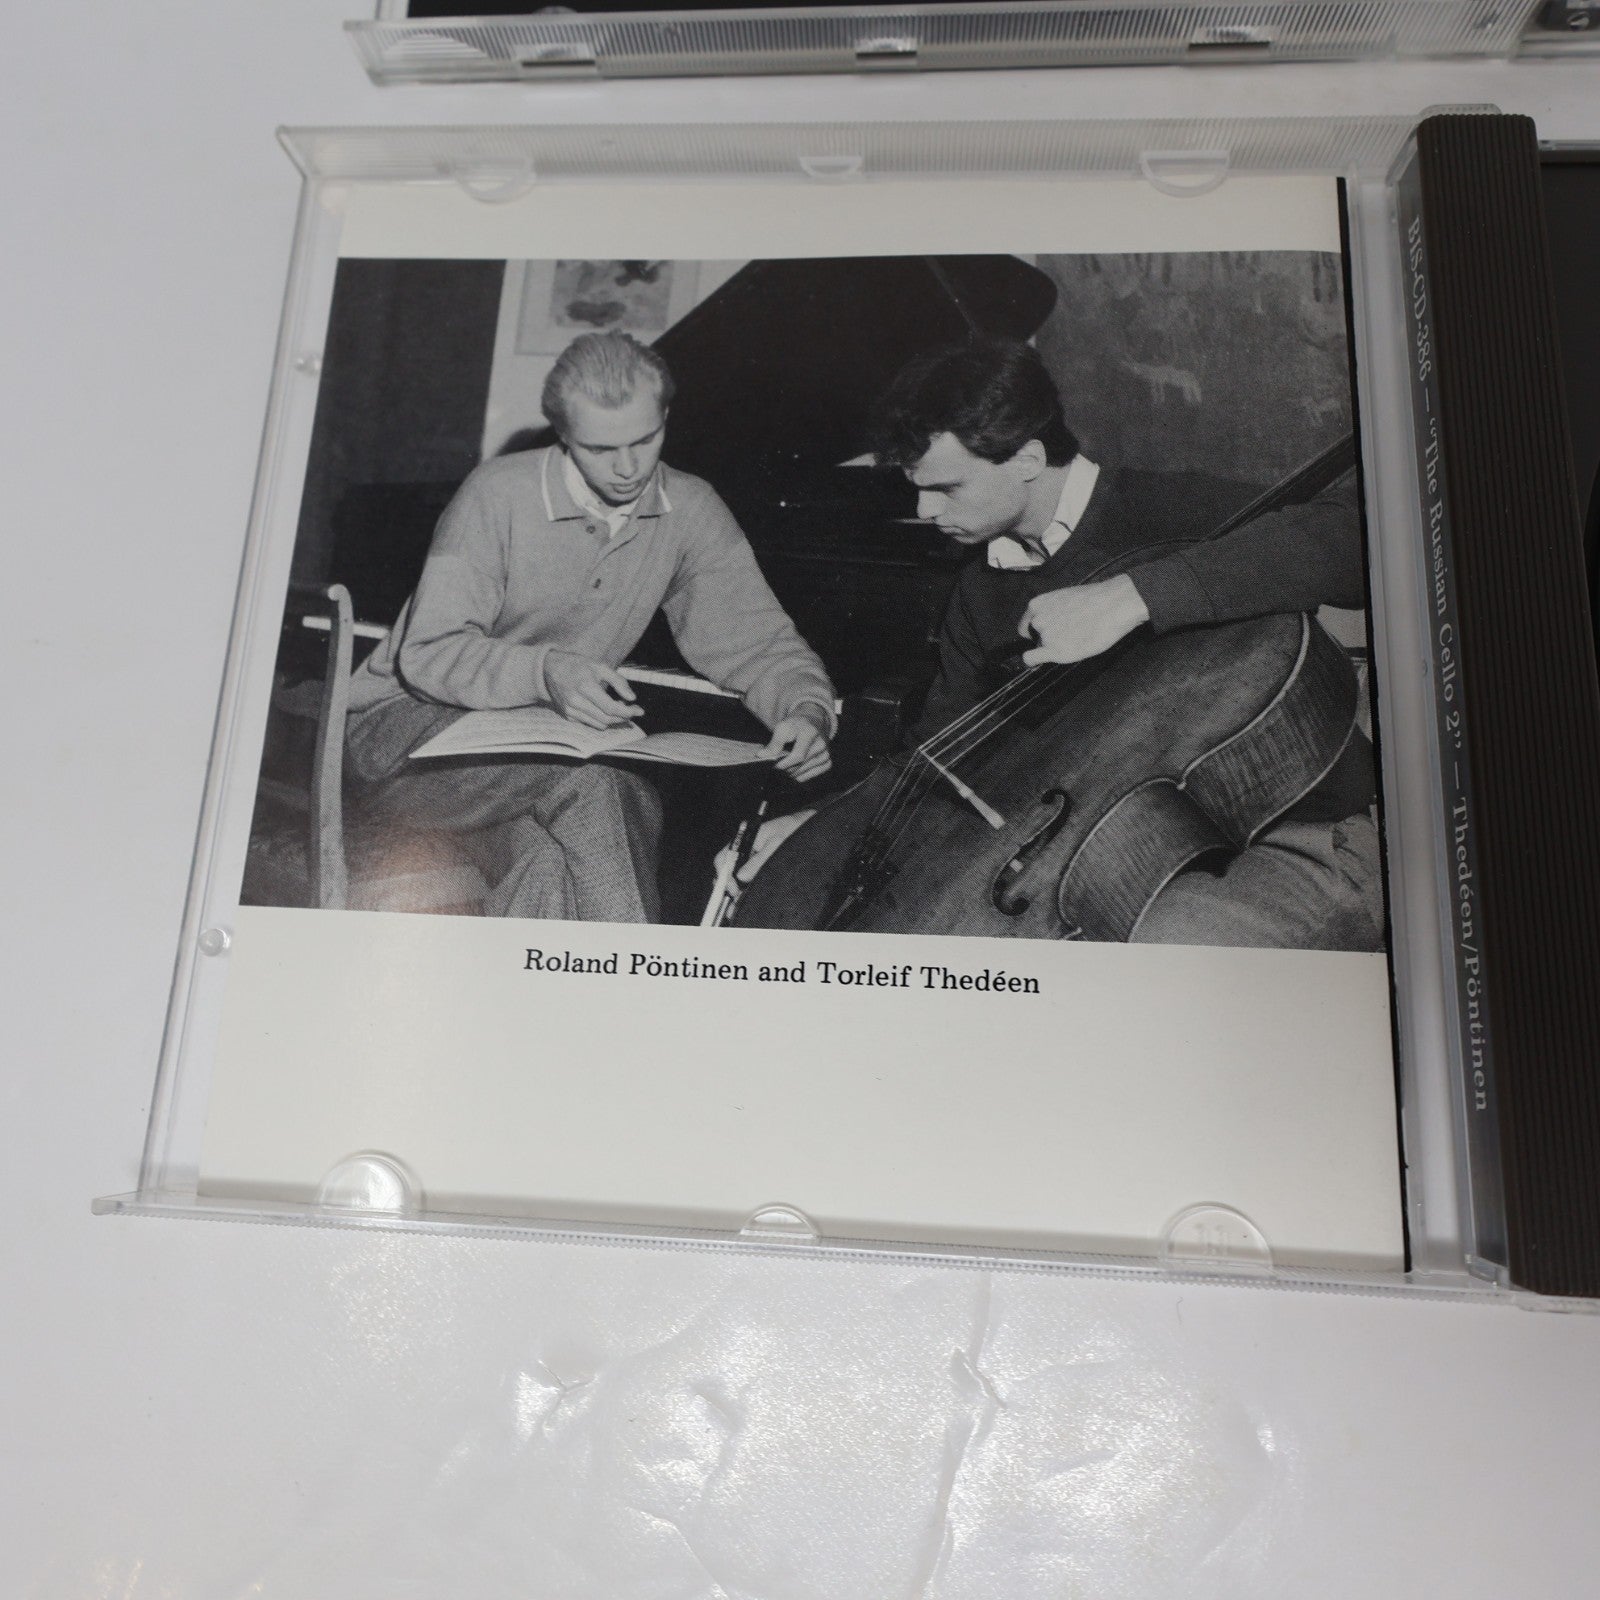 Roland Pöntinen and Torleif Thedéen
BIS-CD-386 – “The Russian Cello 2” – Thedéen/Pöntinen